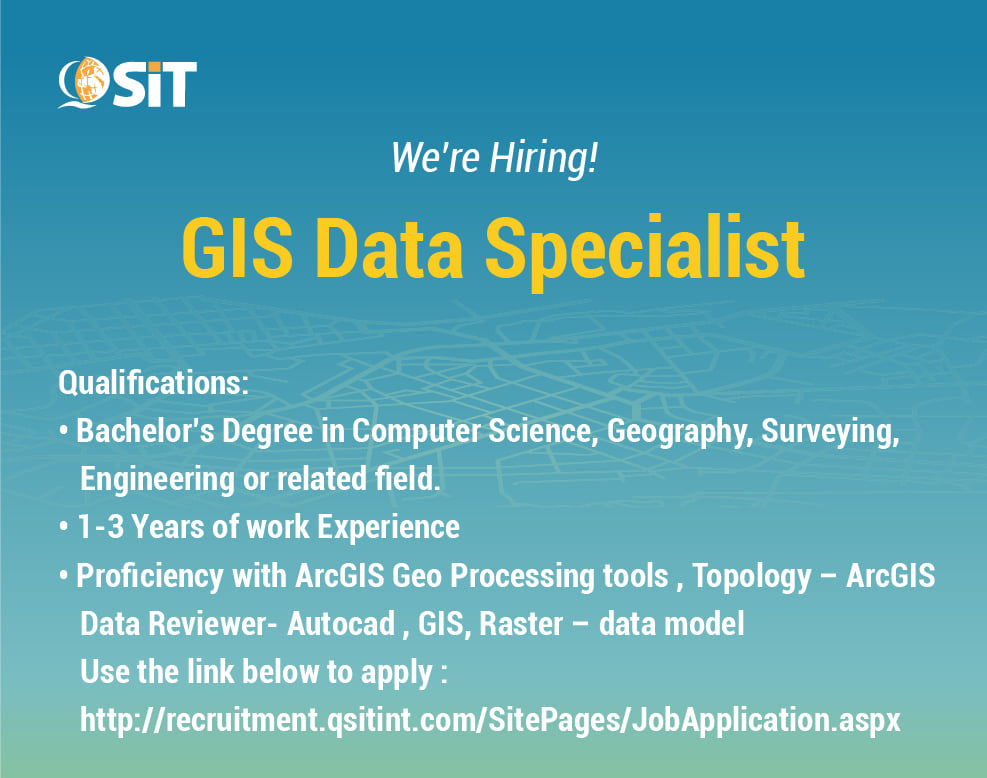 QSiT
We're Hiring!
GIS Data Specialist
Qualifications:
• Bachelor's Degree in Computer Science, Geography, Surveying,
Engineering or related field.
• 1-3 Years of work Experience
• Proficiency with ArcGIS Geo Processing tools , Topology – ArcGIS
Data Reviewer- Autocad , GIS, Raster – data model
Use the link below to apply :
http://recruitment.qsitint.com/SitePages/JobApplication.aspx